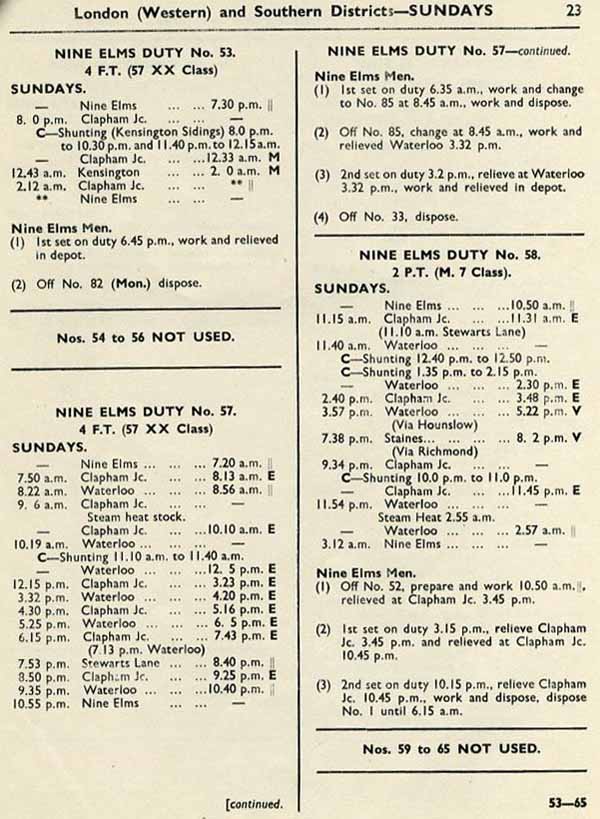 London (Western) and Southern Districts—SUNDAYS 23
NINE ELMS DUTY No. 53.
4 F.T. (57 XX Class)
SUNDAYS.
— Nine Elms ... ... 7.30 p.m. ||
8. 0 p.m. Clapham Jc. ... ... —
C—Shunting (Kensington Sidings) 8.0 p.m.
to 10.30 p.m. and 11.40 p.m. to 12.15 a.m.
— Clapham Jc. ... ...12.33 a.m. M
12.43 a.m. Kensington ... ... 2. 0 a.m. M
2.12 a.m. Clapham Jc. ... ... ** ||
** Nine Elms ... ... —
Nine Elms Men.
(1) 1st set on duty 6.45 p.m., work and relieved
in depot.
(2) Off No. 82 (Mon.) dispose.
Nos. 54 to 56 NOT USED.
NINE ELMS DUTY No. 57.
4 F.T. (57 XX Class)
SUNDAYS.
— Nine Elms ... ... ... 7.20 a.m. ||
7.50 a.m. Clapham Jc. ... ... 8.13 a.m. E
8.22 a.m. Waterloo ... ... ... 8.56 a.m. ||
9. 6 a.m. Clapham Jc. ... ... —
Steam heat stock.
— Clapham Jc. ... ...10.10 a.m. E
10.19 a.m. Waterloo ... ... ... —
C—Shunting 11.10 a.m. to 11.40 a.m.
— Waterloo ... ... ...12. 5 p.m. E
12.15 p.m. Clapham Jc. ... ... 3.23 p.m. E
3.32 p.m. Waterloo ... ... ... 4.20 p.m. E
4.30 p.m. Clapham Jc. ... ... 5.16 p.m. E
5.25 p.m. Waterloo ... ... ... 6. 5 p.m. E
6.15 p.m. Clapham Jc. ... ... 7.43 p.m. E
(7.13 p.m. Waterloo)
7.53 p.m. Stewarts Lane ... ... 8.40 p.m. ||
8.50 p.m. Clapham Jc. ... ... 9.25 p.m. E
9.35 p.m. Waterloo ... ... ...10.40 p.m. ||
10.55 p.m. Nine Elms ... ... —
[continued.
NINE ELMS DUTY No. 57—continued.
Nine Elms Men.
(1) 1st set on duty 6.35 a.m., work and change
to No. 85 at 8.45 a.m., work and dispose.
(2) Off No. 85, change at 8.45 a.m., work and
relieved Waterloo 3.32 p.m.
(3) 2nd set on duty 3.2 p.m., relieve at Waterloo
3.32 p.m., work and relieved in depot.
(4) Off No. 33, dispose.
NINE ELMS DUTY No. 58.
2 P.T. (M. 7 Class).
SUNDAYS.
— Nine Elms ... ... ...10.50 a.m. ||
11.15 a.m. Clapham Jc. ... ...11.31 a.m. E
(11.10 a.m. Stewarts Lane)
11.40 a.m. Waterloo ... ... ... —
C—Shunting 12.40 p.m. to 12.50 p.m.
C—Shunting 1.35 p.m. to 2.15 p.m.
— Waterloo ... ... ... 2.30 p.m. E
2.40 p.m. Clapham Jc. ... ... 3.48 p.m. E
3.57 p.m. Waterloo ... ... ... 5.22 p.m. V
(Via Hounslow)
7.38 p.m. Staines... ... ... ... 8. 2 p.m. V
(Via Richmond)
9.34 p.m. Clapham Jc. ... ... —
C—Shunting 10.0 p.m. to 11.0 p.m.
— Clapham Jc. ... ...11.45 p.m. E
11.54 p.m. Waterloo ... ... ... —
Steam Heat 2.55 a.m.
— Waterloo ... ... ... 2.57 a.m. ||
3.12 a.m. Nine Elms ... ... ... —
Nine Elms Men.
(1) Off No. 52, prepare and work 10.50 a.m. ||,
relieved at Clapham Jc. 3.45 p.m.
(2) 1st set on duty 3.15 p.m., relieve Clapham
Jc. 3.45 p.m. and relieved at Clapham Jc.
10.45 p.m.
(3) 2nd set on duty 10.15 p.m., relieve Clapham
Jc. 10.45 p.m., work and dispose, dispose
No. 1 until 6.15 a.m.
Nos. 59 to 65 NOT USED.
53—65